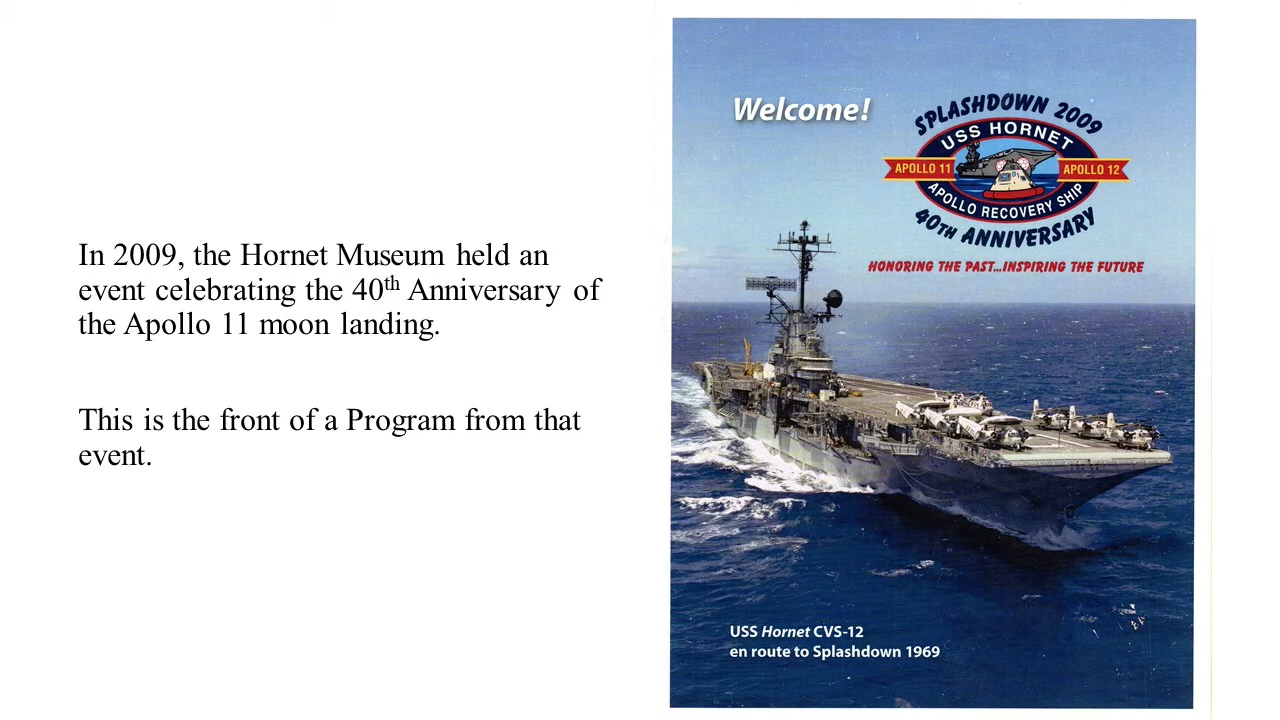 In 2009, the Hornet Museum held an
event celebrating the 40th Anniversary of
the Apollo 11 moon landing.
This is the front of a Program from that
event.
Welcome!
SPLASHDOWN 2009
USS HORNET
APOLLO 11
APOLLO 12
APOLLO RECOVERY SHIP
40TH ANNIVERSARY
HONORING THE PAST...INSPIRING THE FUTURE
USS Hornet CVS-12
en route to Splashdown 1969